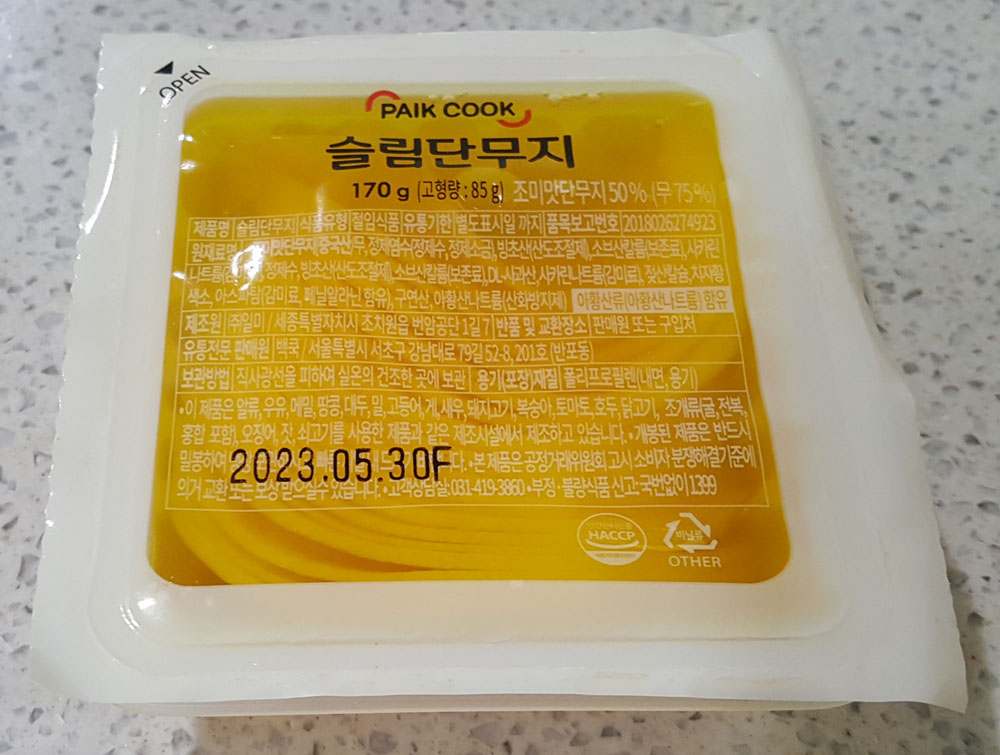 OPEN
PAIK COOK
슬림단무지
170 g (고형량 : 85 g) 조미맛단무지 50% (무 75%)
제품명 슬림단무지 식품유형 절임식품 유통기한 별도표시일 까지 품목보고번호 2018026274923
원재료명 조미맛단무지[중국산/무, 정제염수(정제수, 정제소금), 빙초산(산도조절제), 소브산칼륨(보존료), 사카린
나트륨( 정제수, 빙초산(산도조절제), 소브산칼륨(보존료), DL-사과산, 사카린나트륨(감미료), 젖산칼슘, 치자황
색소, 아스파탐(감미료, 페닐알라닌 함유), 구연산, 아황산나트륨(산화방지제) 아황산류(아황산나트륨) 함유
제조원 ㈜일미 / 세종특별자치시 조치원읍 번암공단 1길 7 반품 및 교환장소 판매원 또는 구입처
유통전문 판매원 백쿡 / 서울특별시 서초구 강남대로 79길 52-8, 201호 (반포동)
보관방법 직사광선을 피하여 실온의 건조한 곳에 보관 용기(포장)재질 폴리프로필렌(내면, 용기)
•이 제품은 알류, 우유, 메밀, 땅콩, 대두, 밀, 고등어, 게, 새우, 돼지고기, 복숭아, 토마토, 호두, 닭고기, 조개류(굴, 전복,
홍합 포함), 오징어, 잣, 쇠고기를 사용한 제품과 같은 제조시설에서 제조하고 있습니다. •개봉된 제품은 반드시
밀봉하여 •본 제품은 공정거래위원회 고시 소비자 분쟁해결기준에
2023.05.30F
의거 교환 또는 보상 받으실 수 있습니다. •고객상담실: 031-419-3860 •부정·불량식품 신고: 국번없이 1399
HACCP
비닐류
OTHER